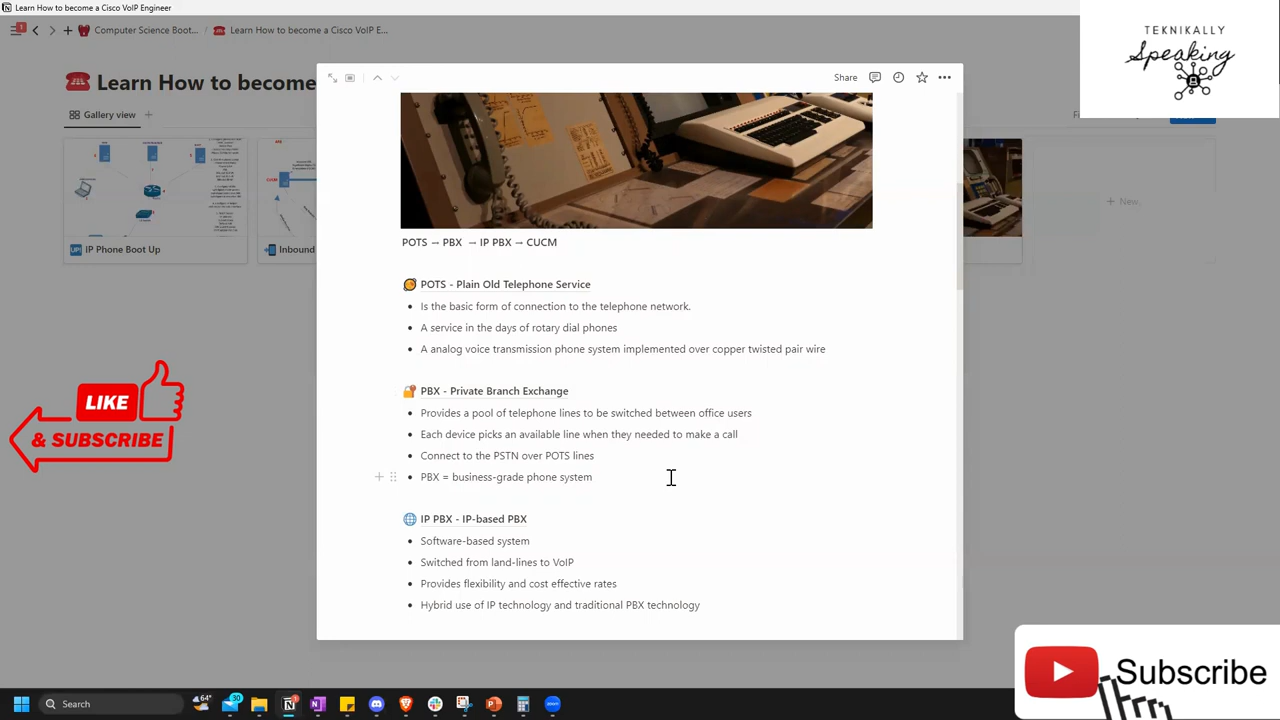 Learn How to become a Cisco VoIP Engineer
1
Computer Science Boot...
Learn How to become a Cisco VoIP E...
TEKNIKALLY
Speaking
Learn How to become
Share
Gallery view
IP Phone Boot Up
Inbound
New
POTS → PBX → IP PBX → CUCM
POTS - Plain Old Telephone Service
• Is the basic form of connection to the telephone network.
• A service in the days of rotary dial phones
• A analog voice transmission phone system implemented over copper twisted pair wire
PBX - Private Branch Exchange
• Provides a pool of telephone lines to be switched between office users
• Each device picks an available line when they needed to make a call
• Connect to the PSTN over POTS lines
• PBX = business-grade phone system
IP PBX - IP-based PBX
• Software-based system
• Switched from land-lines to VoIP
• Provides flexibility and cost effective rates
• Hybrid use of IP technology and traditional PBX technology
LIKE
& SUBSCRIBE
Subscribe
Search
64°
30